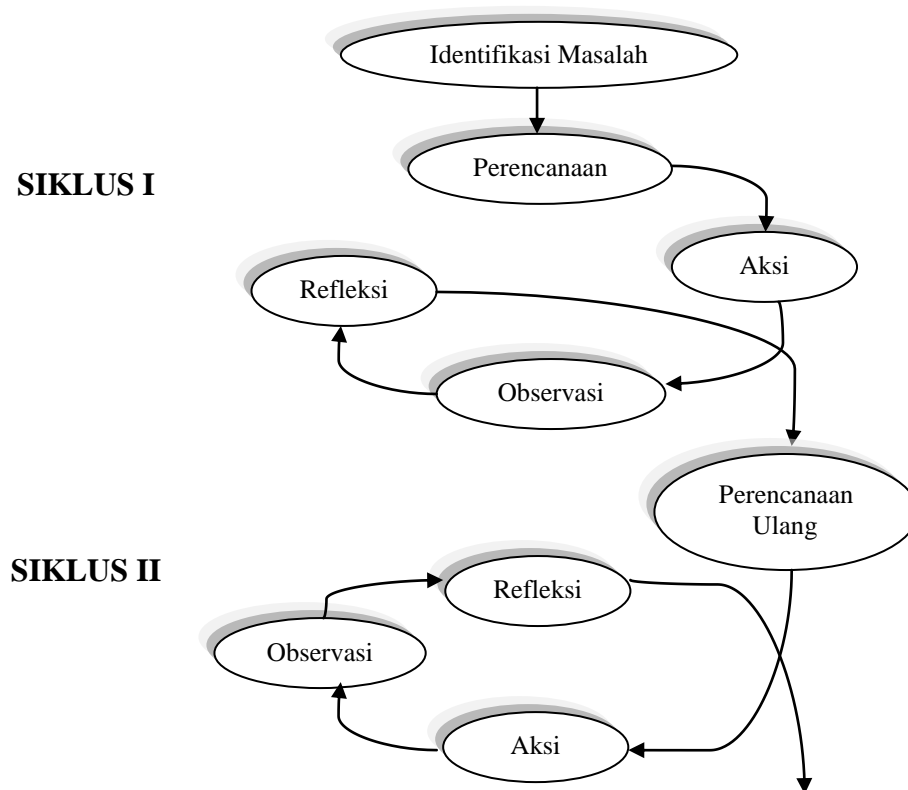 Identifikasi Masalah
Perencanaan
SIKLUS I
Aksi
Refleksi
Observasi
Perencanaan
Ulang
SIKLUS II
Refleksi
Observasi
Aksi